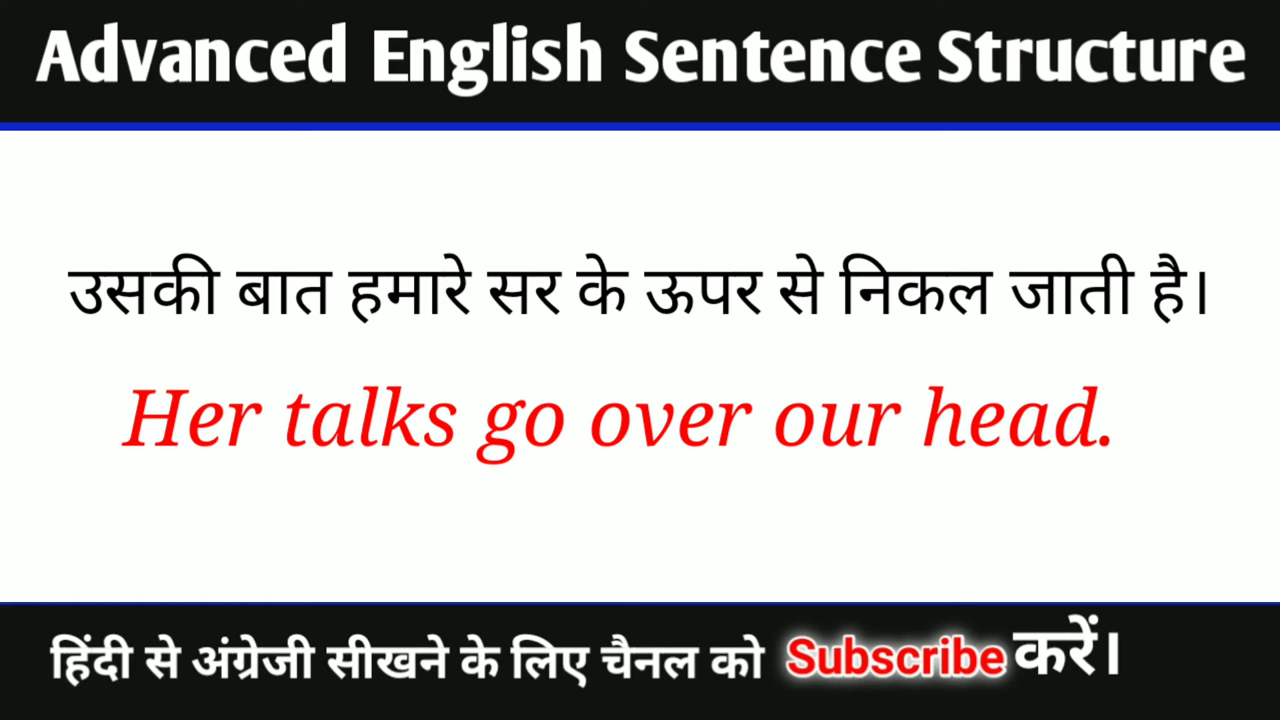 Advanced English Sentence Structure
उसकी बात हमारे सर के ऊपर से निकल जाती है।
Her talks go over our head.
हिंदी से अंग्रेजी सीखने के लिए चैनल को Subscribe करें।